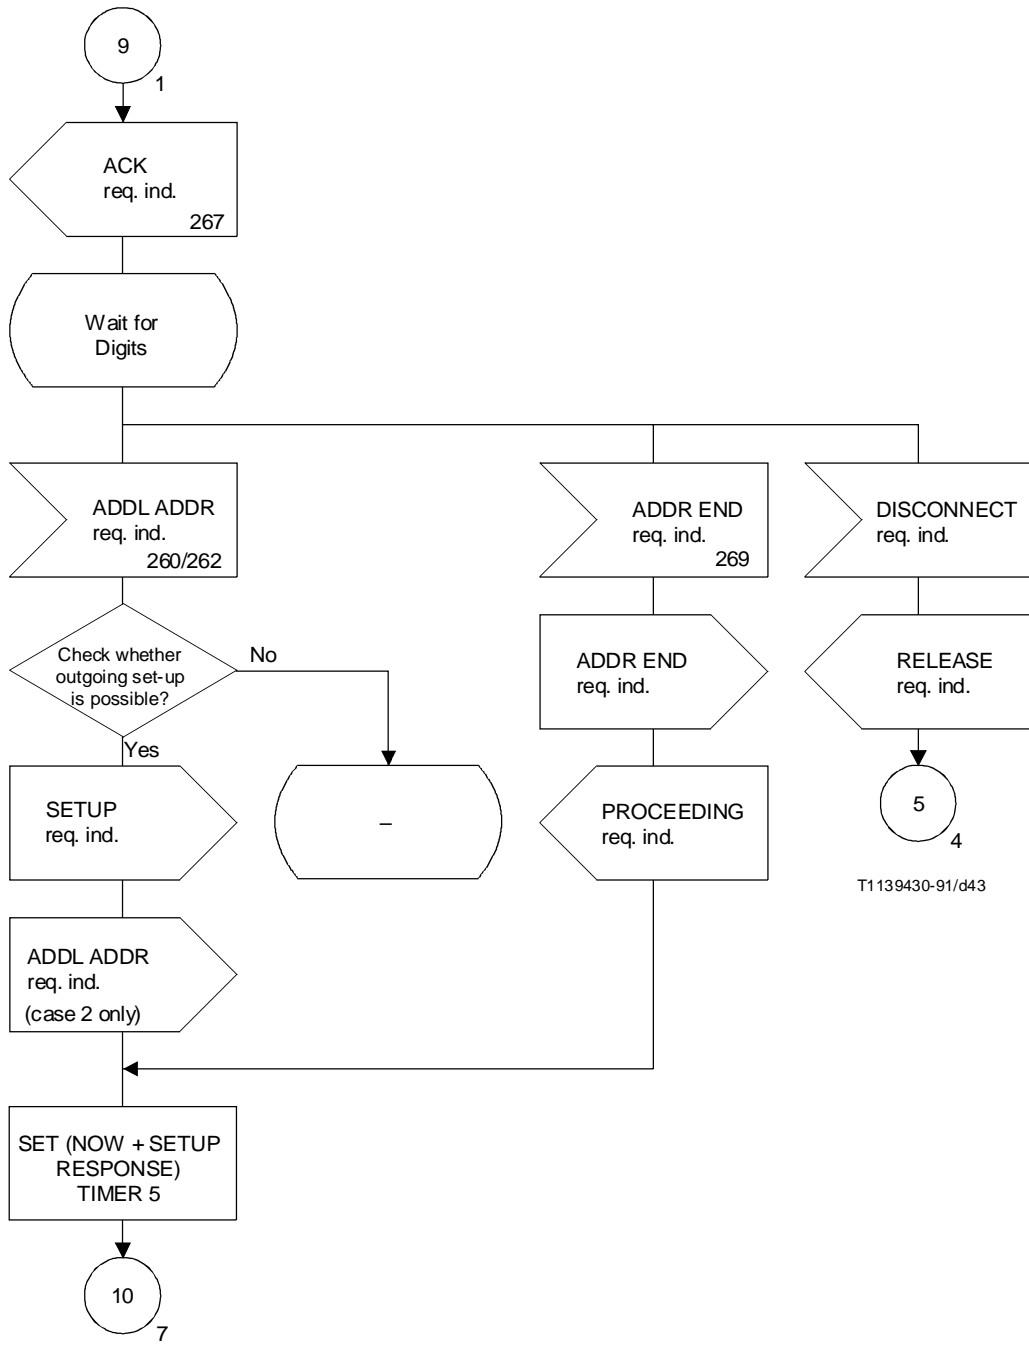 9
1
ACK
req. ind.
267
Wait for
Digits
ADDL ADDR
req. ind.
260/262
ADDR END
req. ind.
269
DISCONNECT
req. ind.
Check whether
outgoing set-up
is possible?
No
Yes
ADDR END
req. ind.
RELEASE
req. ind.
SETUP
req. ind.
–
PROCEEDING
req. ind.
5
4
T1139430-91/d43
ADDL ADDR
req. ind.
(case 2 only)
SET (NOW + SETUP
RESPONSE)
TIMER 5
10
7